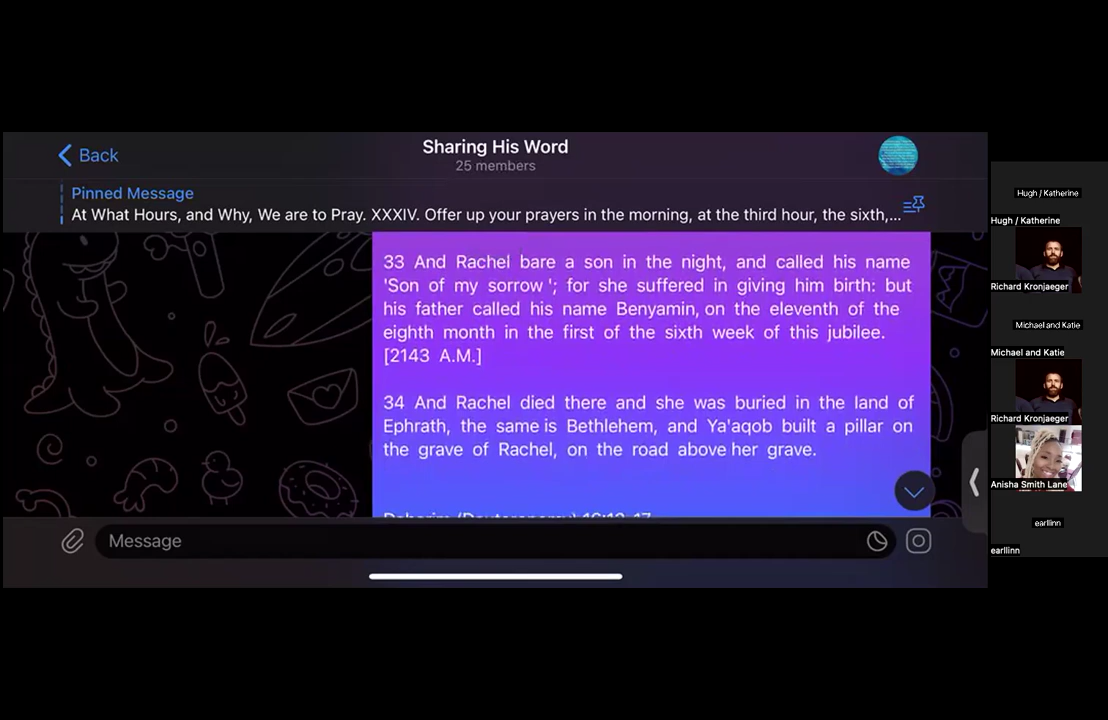 Back
Sharing His Word
25 members
Pinned Message
At What Hours, and Why, We are to Pray. XXXIV. Offer up your prayers in the morning, at the third hour, the sixth,...
33 And Rachel bare a son in the night, and called his name
'Son of my sorrow '; for she suffered in giving him birth: but
his father called his name Benyamin, on the eleventh of the
eighth month in the first of the sixth week of this jubilee.
[2143 A.M.]
34 And Rachel died there and she was buried in the land of
Ephrath, the same is Bethlehem, and Ya'aqob built a pillar on
the grave of Rachel, on the road above her grave.
Message
Hugh / Katherine
Hugh / Katherine
Richard Kronjaeger
Michael and Katie
Michael and Katie
Richard Kronjaeger
Anisha Smith Lane
earllinn
earllinn